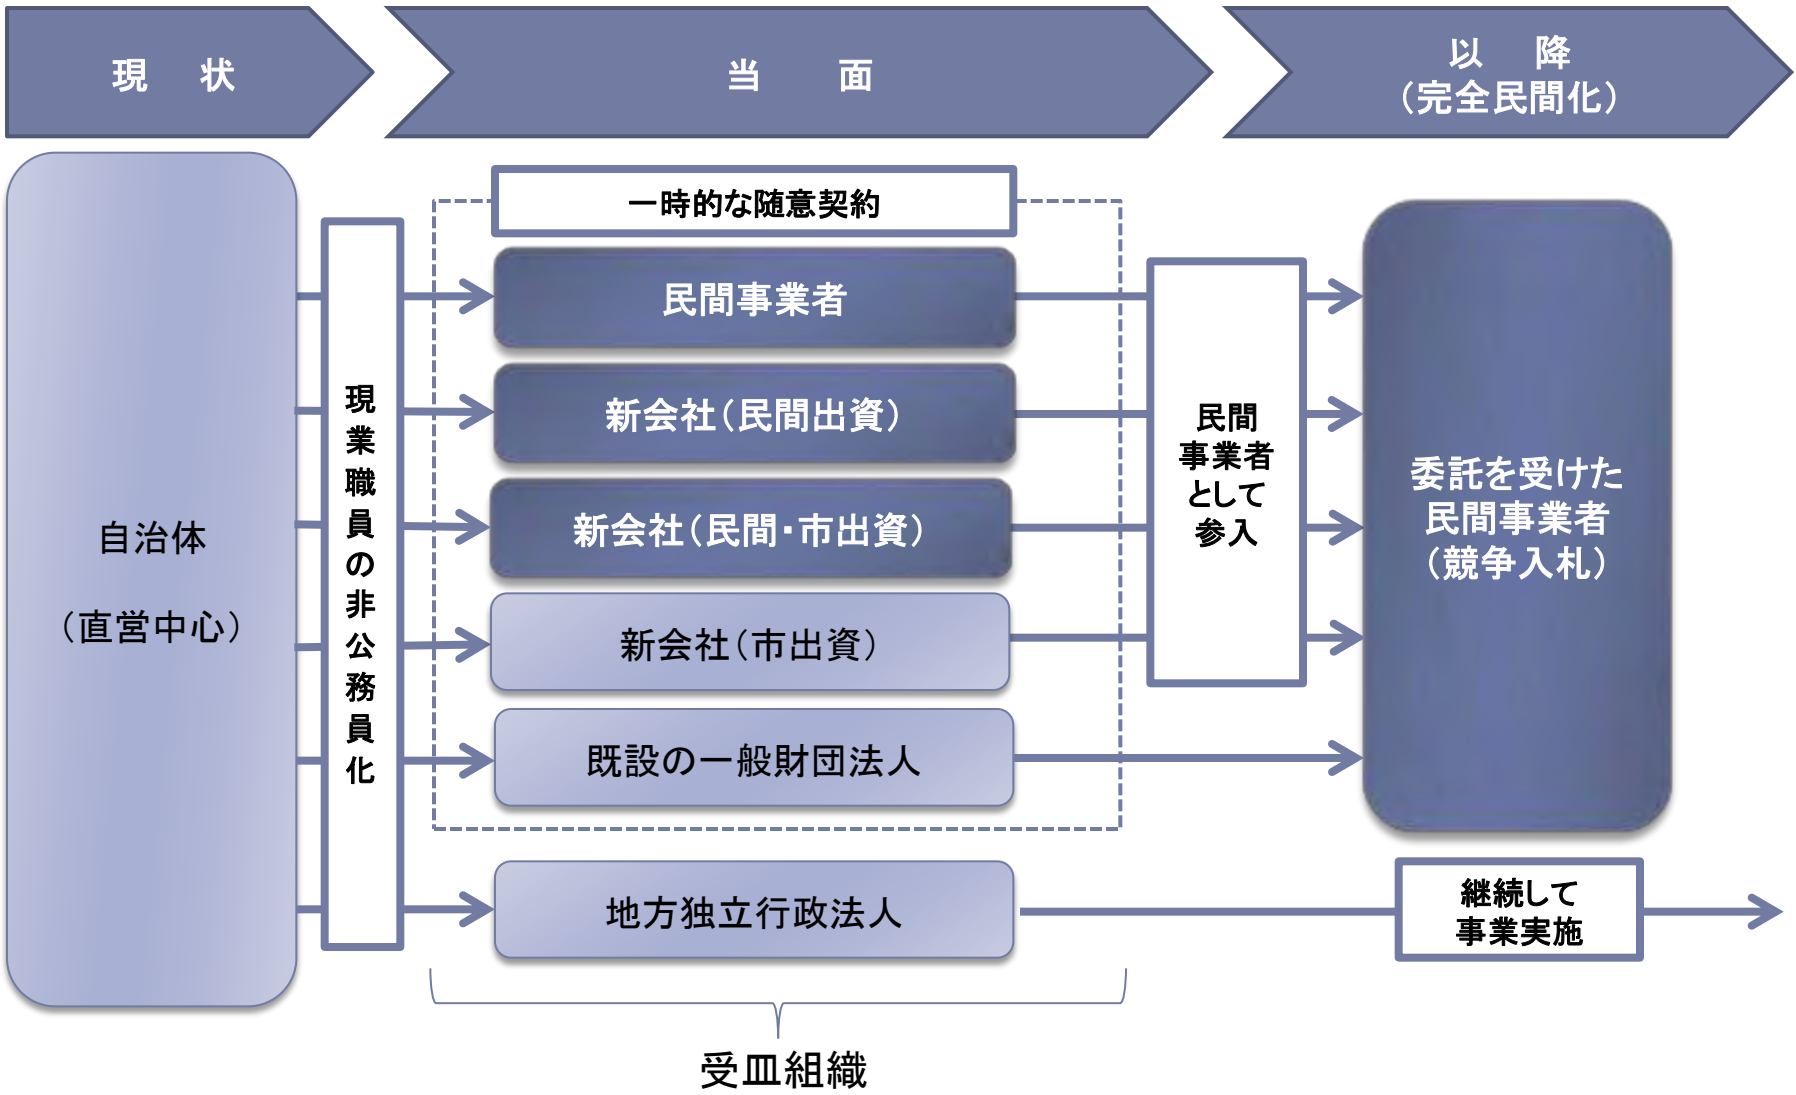 現　状
当　面
以　降
（完全民間化）
自治体
（直営中心）
現業職員の非公務員化
一時的な随意契約
民間事業者
新会社（民間出資）
新会社（民間・市出資）
新会社（市出資）
既設の一般財団法人
地方独立行政法人
民間
事業者
として
参入
委託を受けた
民間事業者
（競争入札）
継続して
事業実施
受皿組織